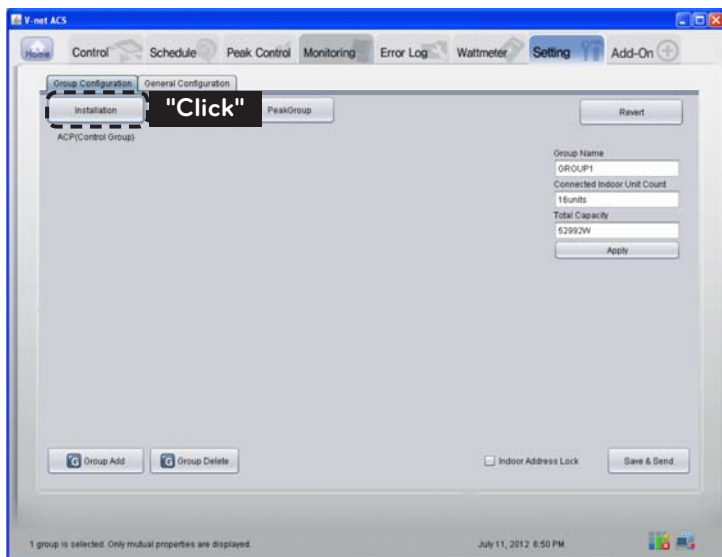 V-net ACS
Home Control Schedule Peak Control Monitoring Error Log Wattmeter Setting Add-On
Group Configuration General Configuration
Installation "Click" PeakGroup Revert
ACP(Control Group)
Group Name
GROUP1
Connected Indoor Unit Count
16units
Total Capacity
52992W
Apply
G Group Add G Group Delete Indoor Address Lock Save & Send
1 group is selected. Only mutual properties are displayed. July 11, 2012 6:50 PM